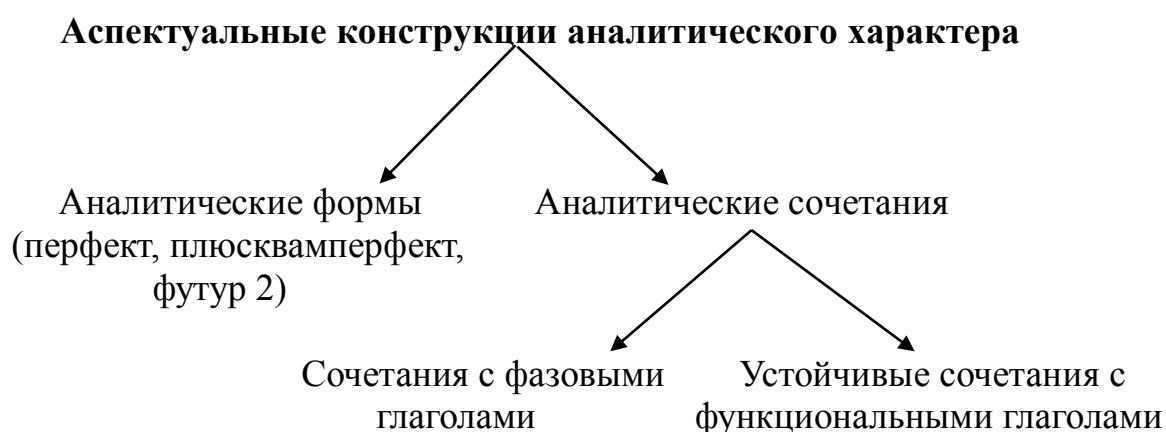 Аспектуальные конструкции аналитического характера
Аналитические формы
(перфект, плюсквамперфект,
футур 2)
Аналитические сочетания
Сочетания с фазовыми
глаголами
Устойчивые сочетания с
функциональными глаголами